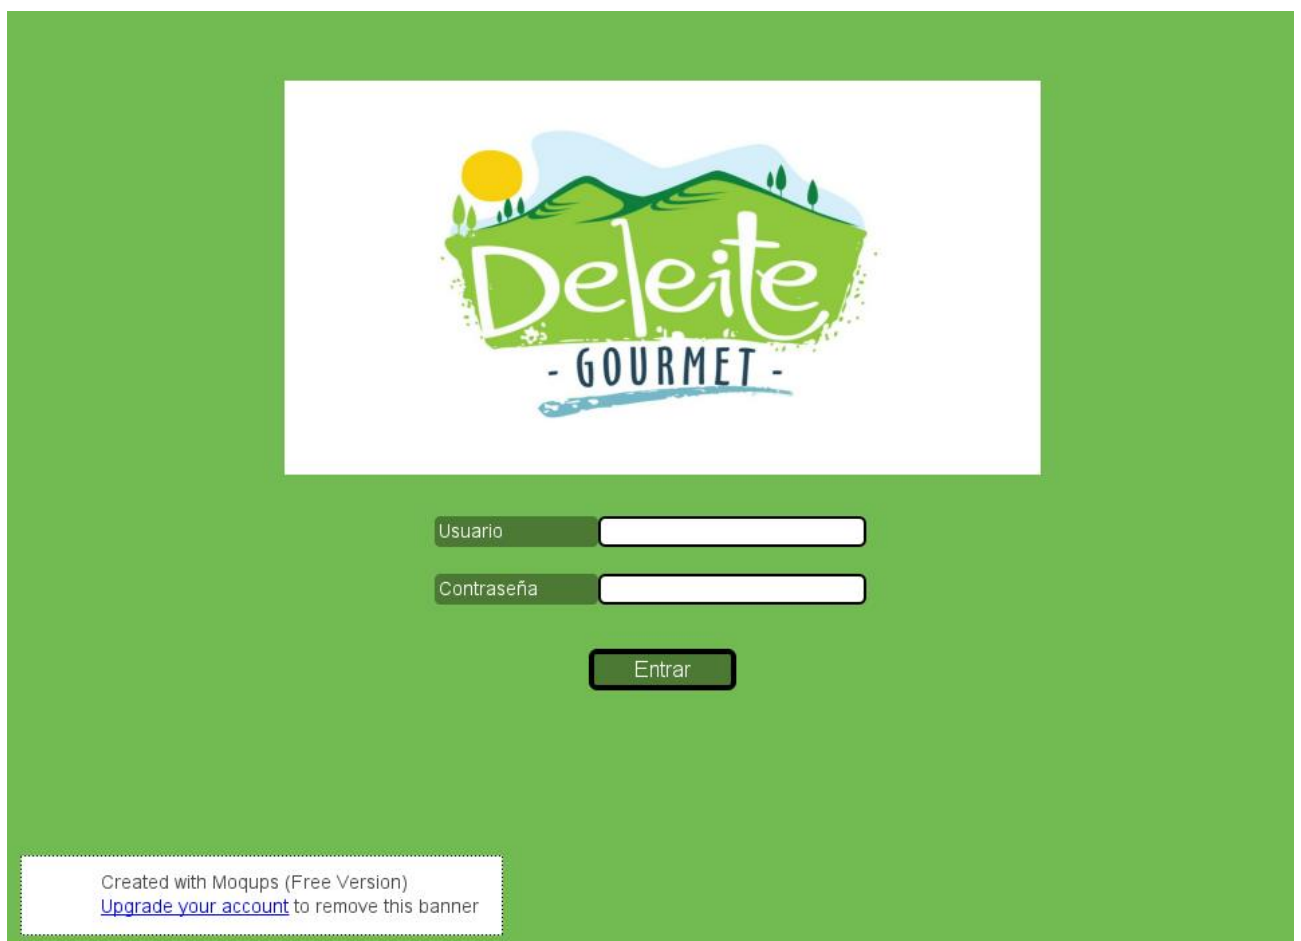 Deleite
- GOURMET -
Usuario
Contraseña
Entrar
Created with Moqups (Free Version)
Upgrade your account to remove this banner